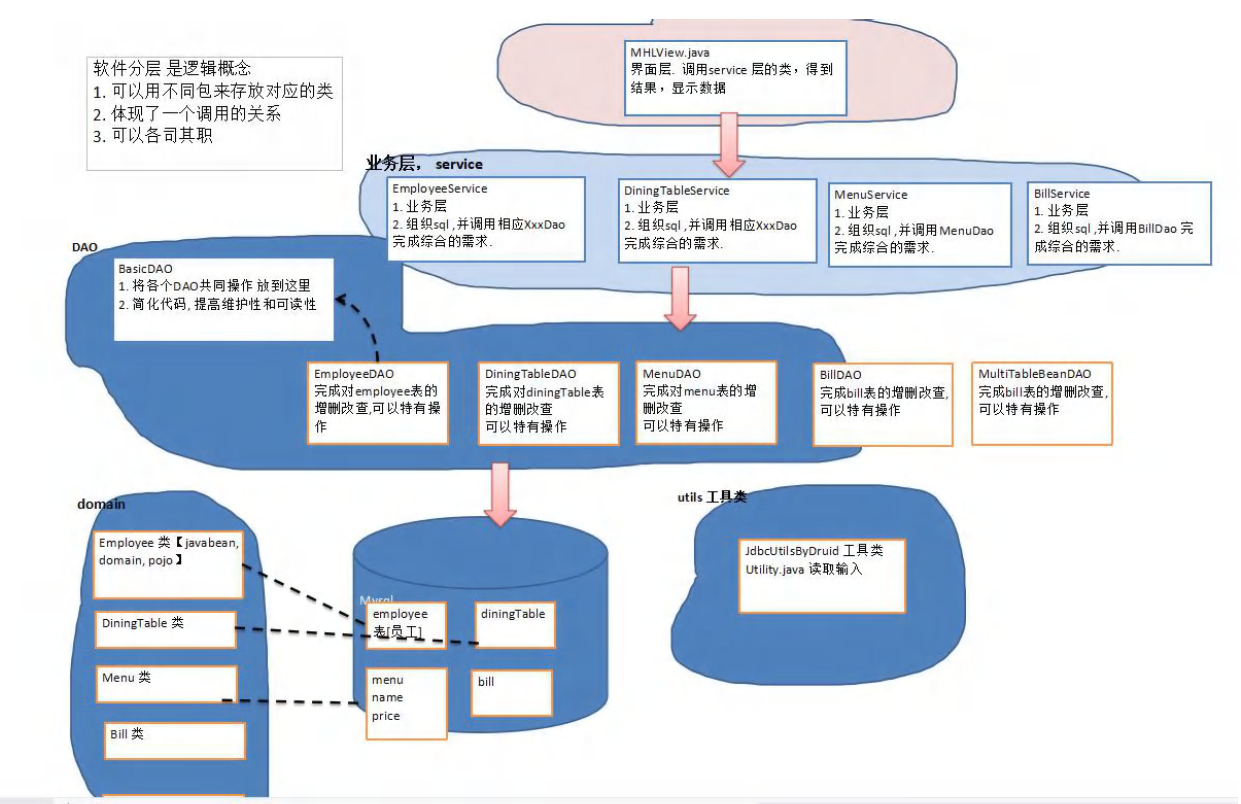 软件分层 是逻辑概念
1. 可以用不同包来存放对应的类
2. 体现了一个调用的关系
3. 可以各司其职
MHLView.java
界面层. 调用service 层的类，得到
结果，显示数据
业务层， service
EmployeeService
1. 业务层
2. 组织sql ,并调用相应XxxDao
完成综合的需求.
DiningTableService
1. 业务层
2. 组织sql ,并调用相应XxxDao
完成综合的需求.
MenuService
1. 业务层
2. 组织sql ,并调用MenuDao
完成综合的需求.
BillService
1. 业务层
2. 组织sql ,并调用BillDao 完
成综合的需求.
DAO
BasicDAO
1. 将各个DAO共同操作 放到这里
2. 简化代码, 提高维护性和可读性
EmployeeDAO
完成对employee表的
增删改查,可以特有操
作
DiningTableDAO
完成对diningTable表
的增删改查
可以特有操作
MenuDAO
完成对menu表的增
删改查
可以特有操作
BillDAO
完成bill表的增删改查,
可以特有操作
MultiTableBeanDAO
完成bill表的增删改查,
可以特有操作
domain
Employee 类【javabean,
domain, pojo】
DiningTable 类
Menu 类
Bill 类
Mysql
employee
表[员工]
diningTable
menu
name
price
bill
utils 工具类
JdbcUtilsByDruid 工具类
Utility.java 读取输入